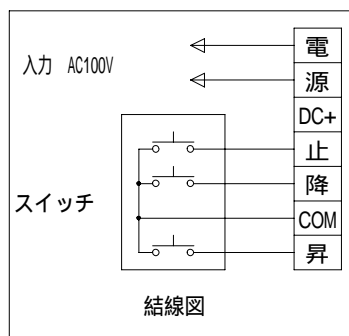 電
入力 AC100V
源
DC+
止
降
スイッチ
COM
昇
結線図